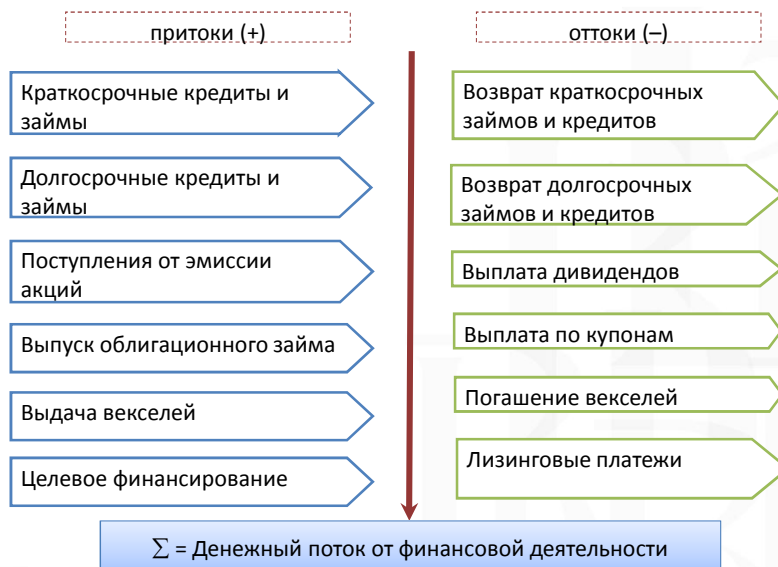 притоки (+)
Краткосрочные кредиты и
займы
Долгосрочные кредиты и
займы
Поступления от эмиссии
акций
Выпуск облигационного займа
Выдача векселей
Целевое финансирование
оттоки (–)
Возврат краткосрочных
займов и кредитов
Возврат долгосрочных
займов и кредитов
Выплата дивидендов
Выплата по купонам
Погашение векселей
Лизинговые платежи
∑ = Денежный поток от финансовой деятельности